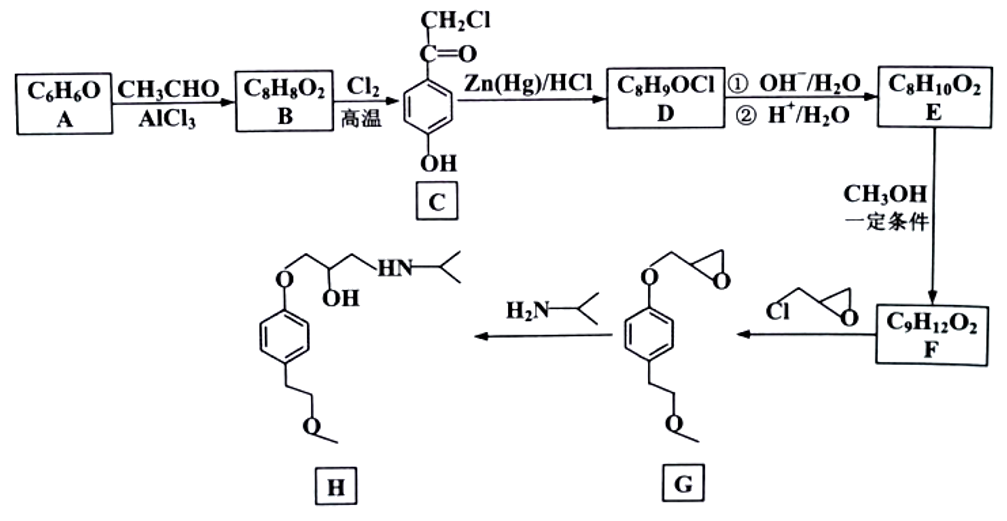 CH₂Cl
C=O
OH
C
C₆H₆O
A
CH₃CHO
AlCl₃
C₈H₈O₂
B
Cl₂
高温
Zn(Hg)/HCl
C₈H₉OCl
D
① OH⁻/H₂O
② H⁺/H₂O
C₈H₁₀O₂
E
CH₃OH
一定条件
C₉H₁₂O₂
F
Cl
O
O
O
O
G
H₂N
HN
O
OH
O
H